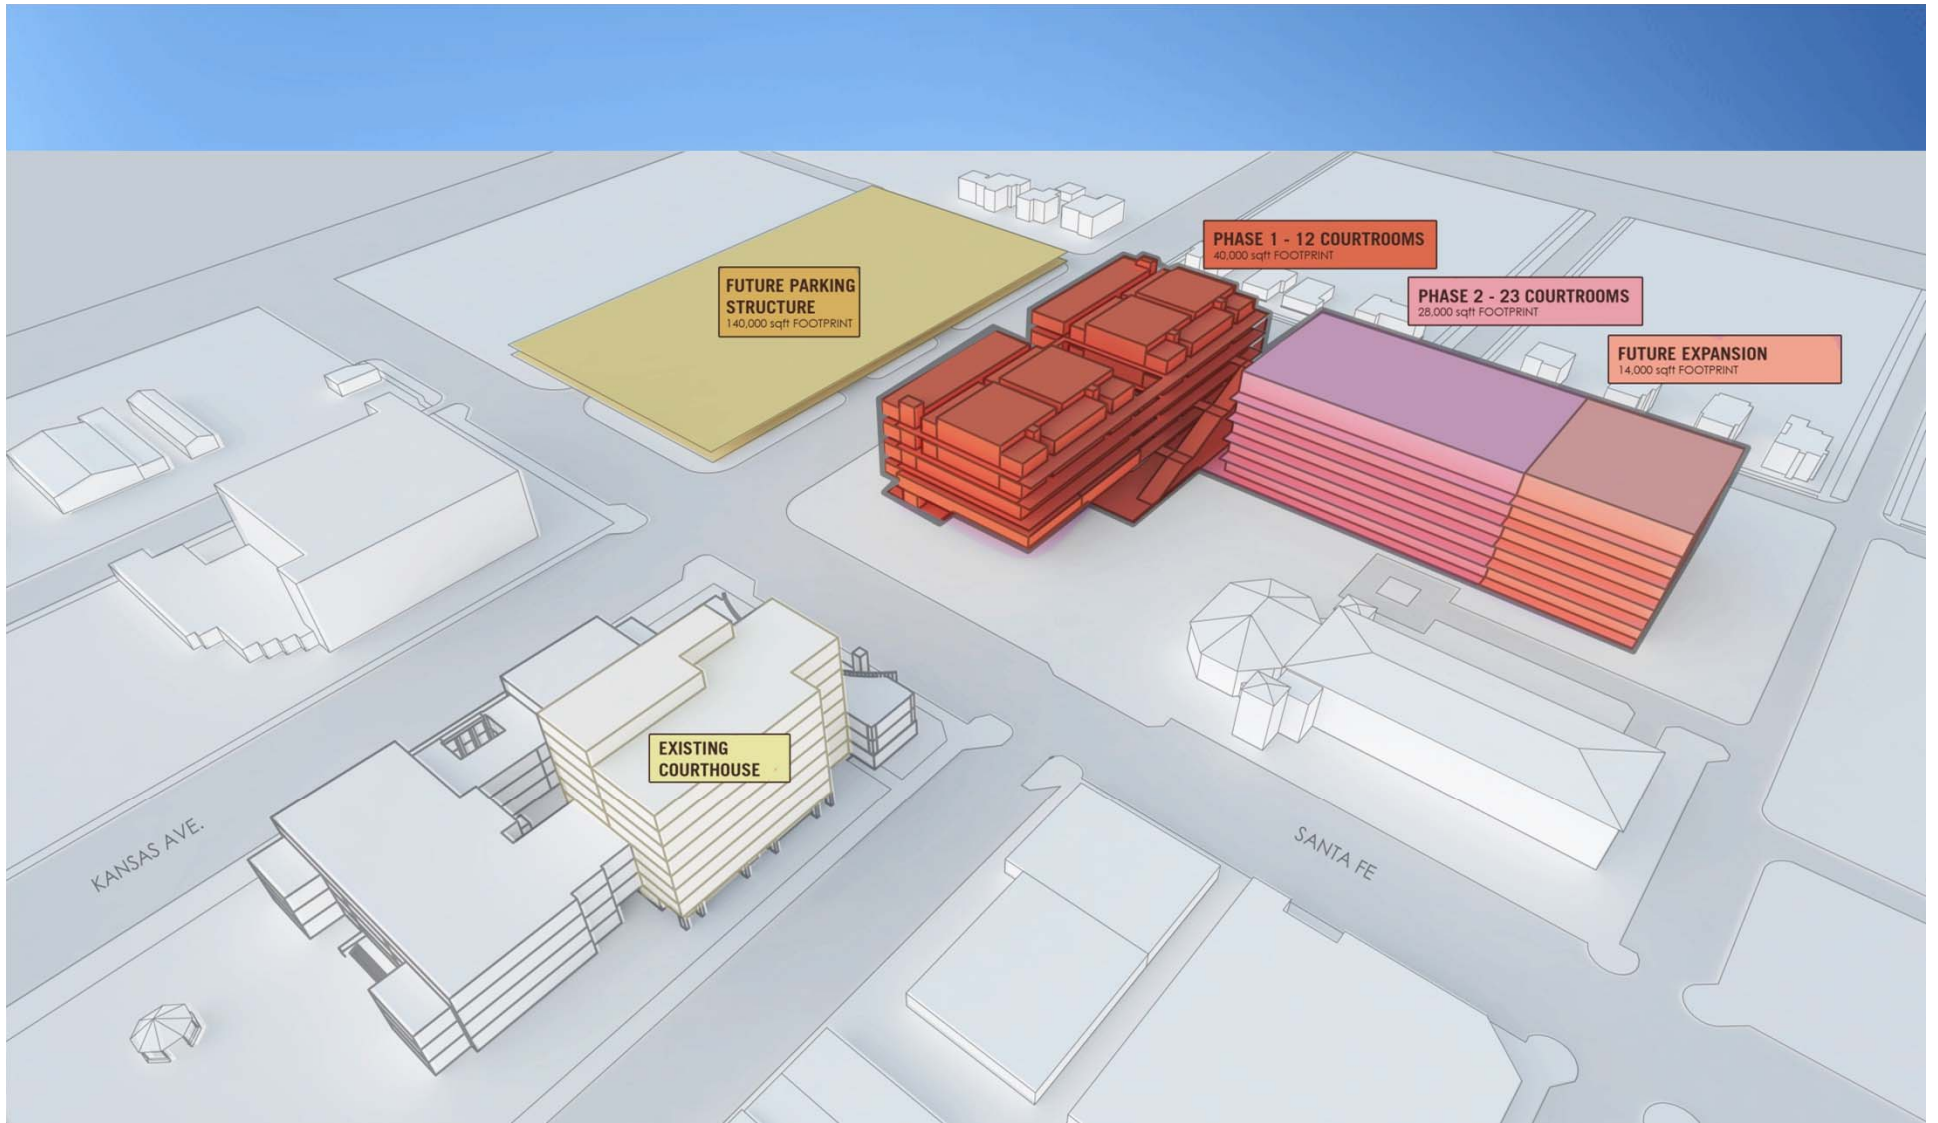 PHASE 1 - 12 COURTROOMS
40,000 sqft FOOTPRINT
FUTURE PARKING
STRUCTURE
140,000 sqft FOOTPRINT
PHASE 2 - 23 COURTROOMS
28,000 sqft FOOTPRINT
FUTURE EXPANSION
14,000 sqft FOOTPRINT
EXISTING
COURTHOUSE
KANSAS AVE.
SANTA FE